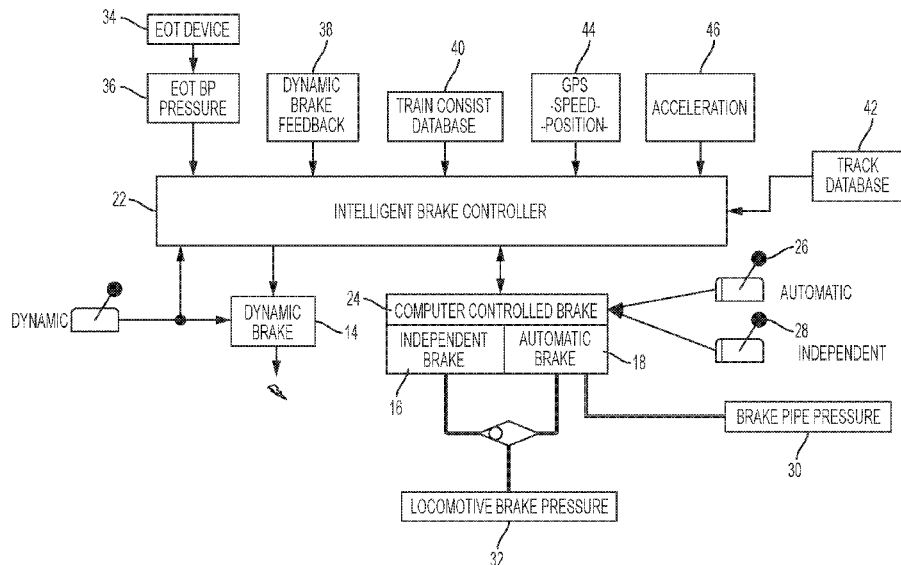 34
EOT DEVICE
36
EOT BP
PRESSURE
38
DYNAMIC
BRAKE
FEEDBACK
40
TRAIN CONSIST
DATABASE
44
GPS
-SPEED-
-POSITION-
46
ACCELERATION
42
TRACK
DATABASE
22
INTELLIGENT BRAKE CONTROLLER
DYNAMIC
DYNAMIC
BRAKE
14
24
COMPUTER CONTROLLED BRAKE
INDEPENDENT
BRAKE
AUTOMATIC
BRAKE
16
18
26
AUTOMATIC
28
INDEPENDENT
BRAKE PIPE PRESSURE
30
LOCOMOTIVE BRAKE PRESSURE
32